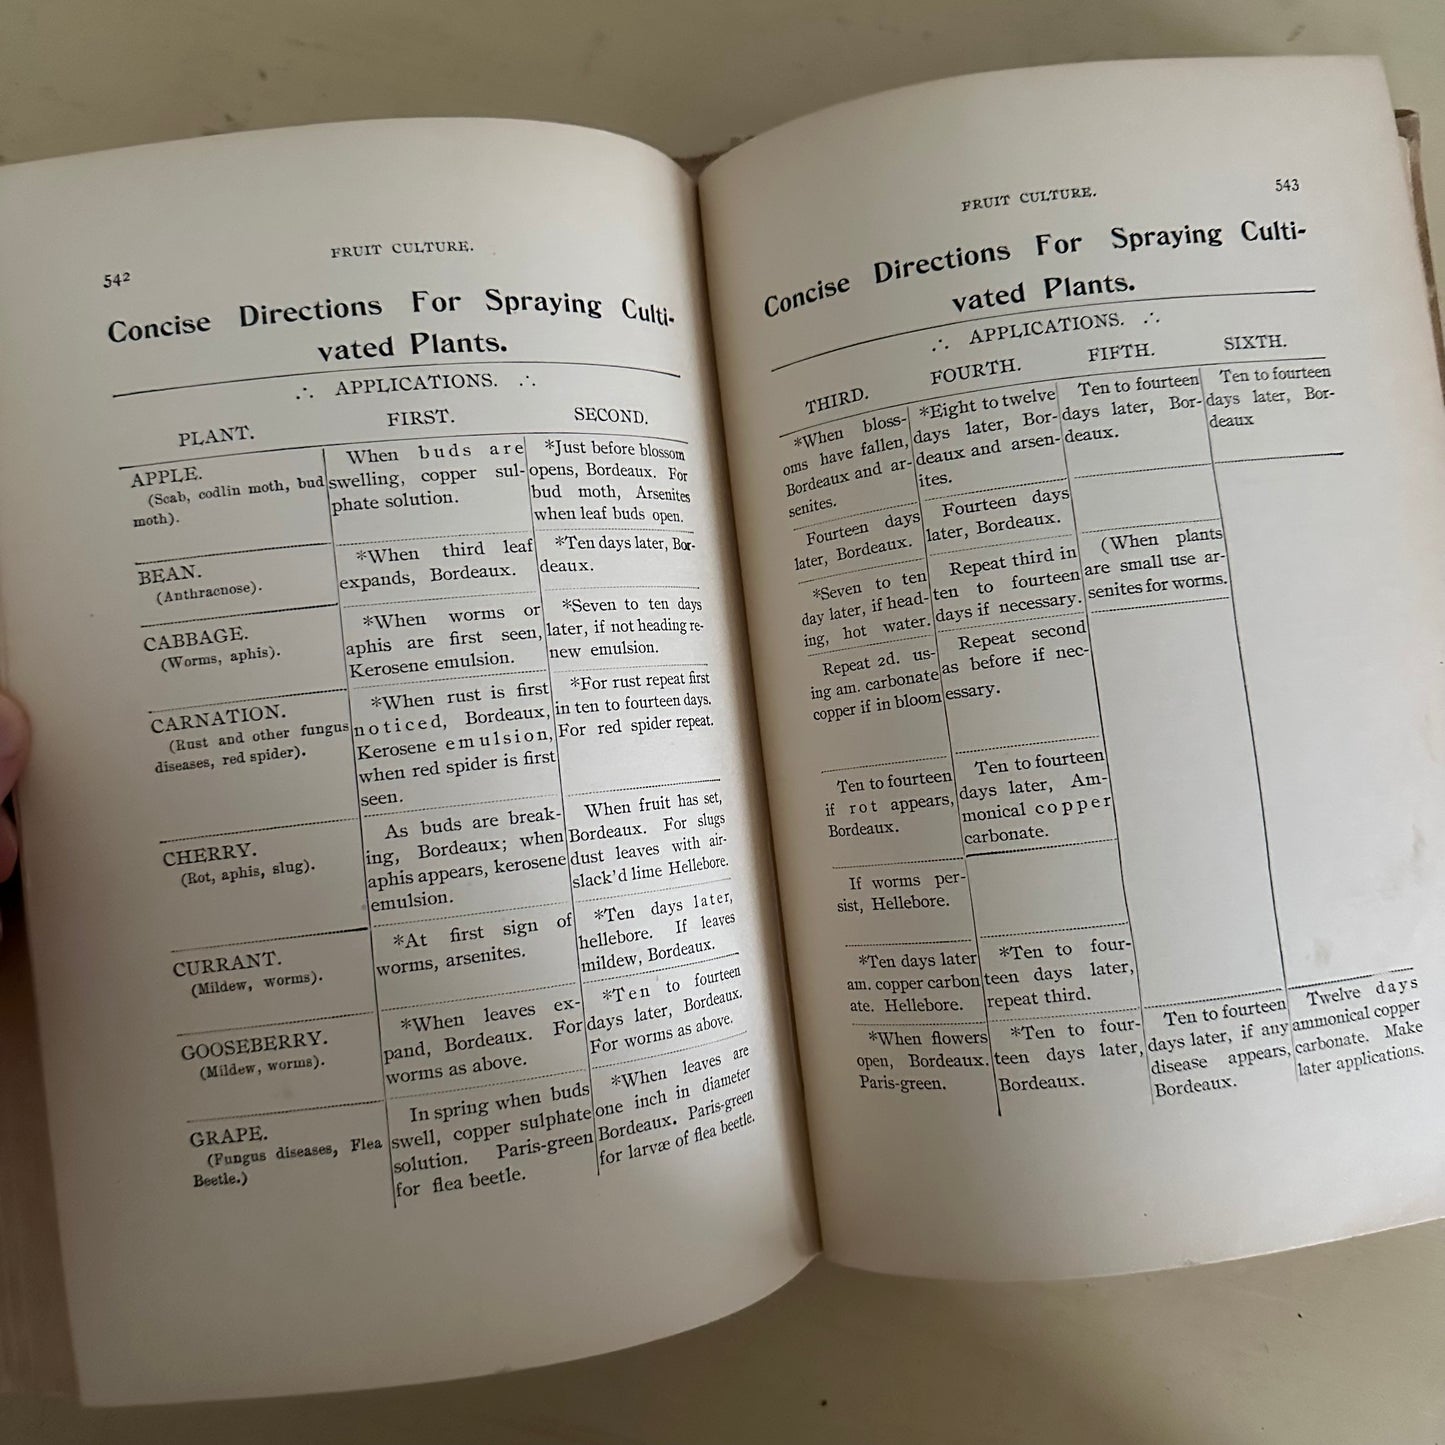 542
FRUIT CULTURE.
Concise Directions For Spraying Culti-
vated Plants.
∴ APPLICATIONS. ∴
PLANT.
FIRST.
SECOND.
APPLE.
(Scab, codlin moth, bud
moth).
When buds are
swelling, copper sul-
phate solution.
*Just before blossom
opens, Bordeaux. For
bud moth, Arsenites
when leaf buds open.
BEAN.
(Anthracnose).
*When third leaf
expands, Bordeaux.
*Ten days later, Bor-
deaux.
CABBAGE.
(Worms, aphis).
*When worms or
aphis are first seen,
Kerosene emulsion.
*Seven to ten days
later, if not heading re-
new emulsion.
CARNATION.
(Rust and other fungus
diseases, red spider).
*When rust is first
noticed, Bordeaux,
Kerosene emulsion,
when red spider is first
seen.
*For rust repeat first
in ten to fourteen days.
For red spider repeat.
CHERRY.
(Rot, aphis, slug).
As buds are break-
ing, Bordeaux; when
aphis appears, kerosene
emulsion.
When fruit has set,
Bordeaux. For slugs
dust leaves with air-
slack'd lime Hellebore.
CURRANT.
(Mildew, worms).
*At first sign of
worms, arsenites.
*Ten days later,
hellebore. If leaves
mildew, Bordeaux.
GOOSEBERRY.
(Mildew, worms).
*When leaves ex-
pand, Bordeaux. For
worms as above.
*Ten to fourteen
days later, Bordeaux.
For worms as above.
GRAPE.
(Fungus diseases, Flea
Beetle.)
In spring when buds
swell, copper sulphate
solution. Paris-green
for flea beetle.
*When leaves are
one inch in diameter
Bordeaux. Paris-green
for larvæ of flea beetle.
FRUIT CULTURE.
543
Concise Directions For Spraying Culti-
vated Plants.
∴ APPLICATIONS. ∴
THIRD.
FOURTH.
FIFTH.
SIXTH.
*When bloss-
oms have fallen,
Bordeaux and ar-
senites.
*Eight to twelve
days later, Bor-
deaux and arsen-
ites.
Ten to fourteen
days later, Bor-
deaux.
Ten to fourteen
days later, Bor-
deaux
Fourteen days
later, Bordeaux.
Fourteen days
later, Bordeaux.
*Seven to ten
day later, if head-
ing, hot water.
Repeat third in
ten to fourteen
days if necessary.
(When plants
are small use ar-
senites for worms.
Repeat 2d. us-
ing am. carbonate
copper if in bloom
Repeat second
as before if nec-
essary.
Ten to fourteen
if rot appears,
Bordeaux.
Ten to fourteen
days later, Am-
monical copper
carbonate.
If worms per-
sist, Hellebore.
*Ten days later
am. copper carbon
ate. Hellebore.
*Ten to four-
teen days later,
repeat third.
*When flowers
open, Bordeaux.
Paris-green.
*Ten to four-
teen days later,
Bordeaux.
Ten to fourteen
days later, if any
disease appears,
Bordeaux.
Twelve days
ammonical copper
carbonate. Make
later applications.